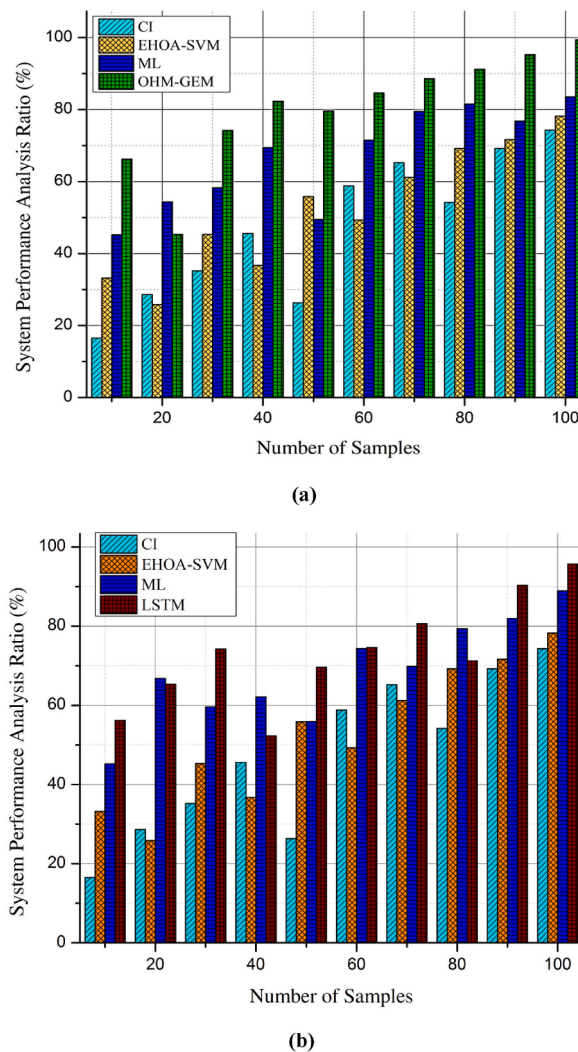 CI
EHOA-SVM
ML
OHM-GEM
100
80
60
40
20
0
System Performance Analysis Ratio (%)
20 40 60 80 100
Number of Samples
(a)
CI
EHOA-SVM
ML
LSTM
100
80
60
40
20
0
System Performance Analysis Ratio (%)
20 40 60 80 100
Number of Samples
(b)